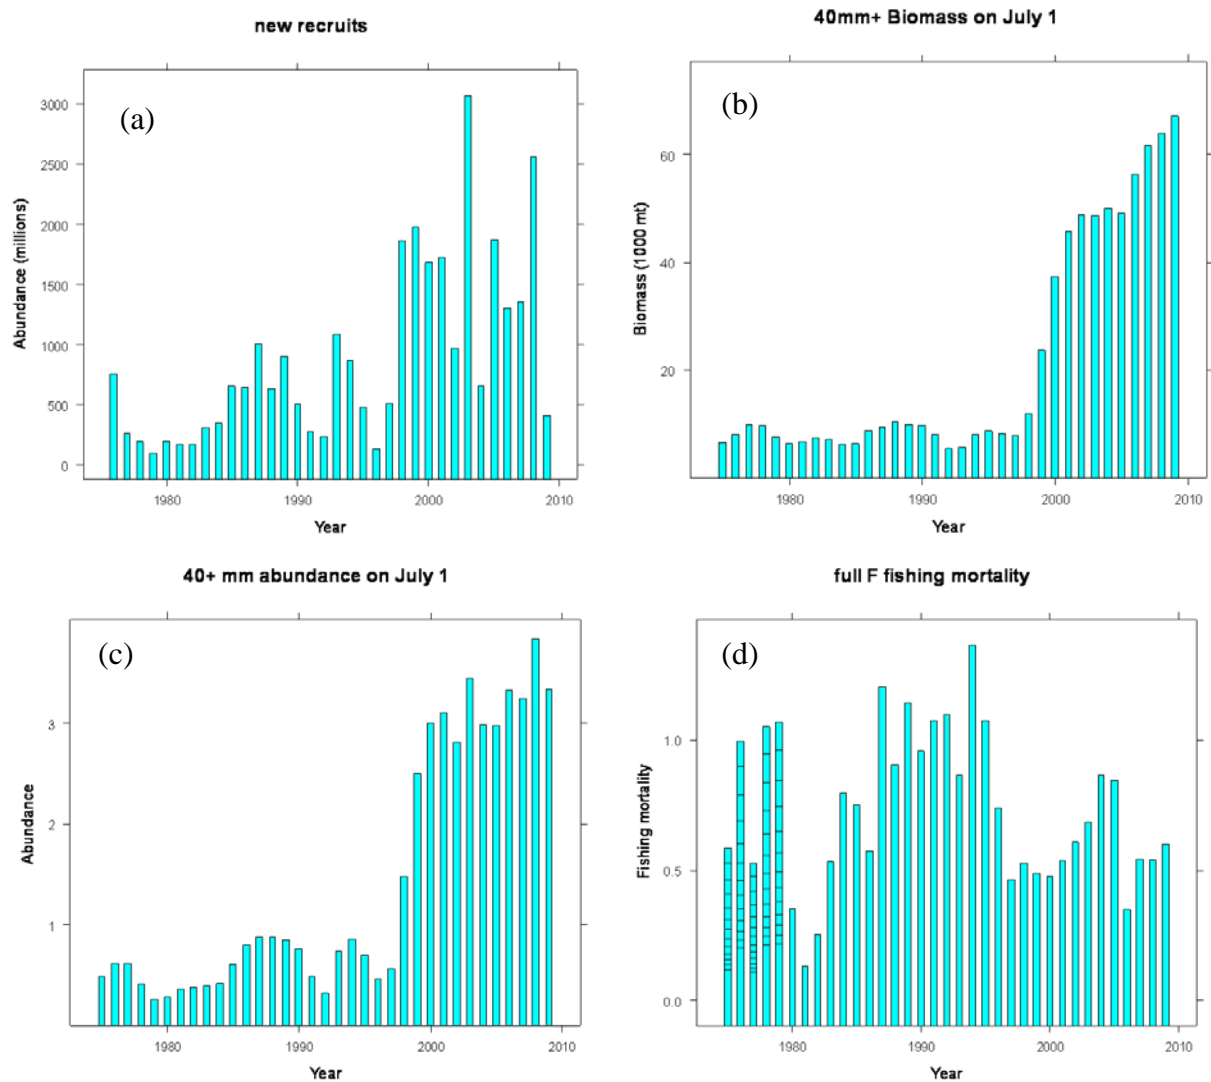 new recruits
(a)
3000
2500
2000
1500
1000
500
0
Abundance (millions)
1980
1990
2000
2010
Year
40mm+ Biomass on July 1
(b)
60
40
20
Biomass (1000 mt)
1980
1990
2000
2010
Year
40+ mm abundance on July 1
(c)
3
2
1
Abundance
1980
1990
2000
2010
Year
full F fishing mortality
(d)
1.0
0.5
0.0
Fishing mortality
1980
1990
2000
2010
Year